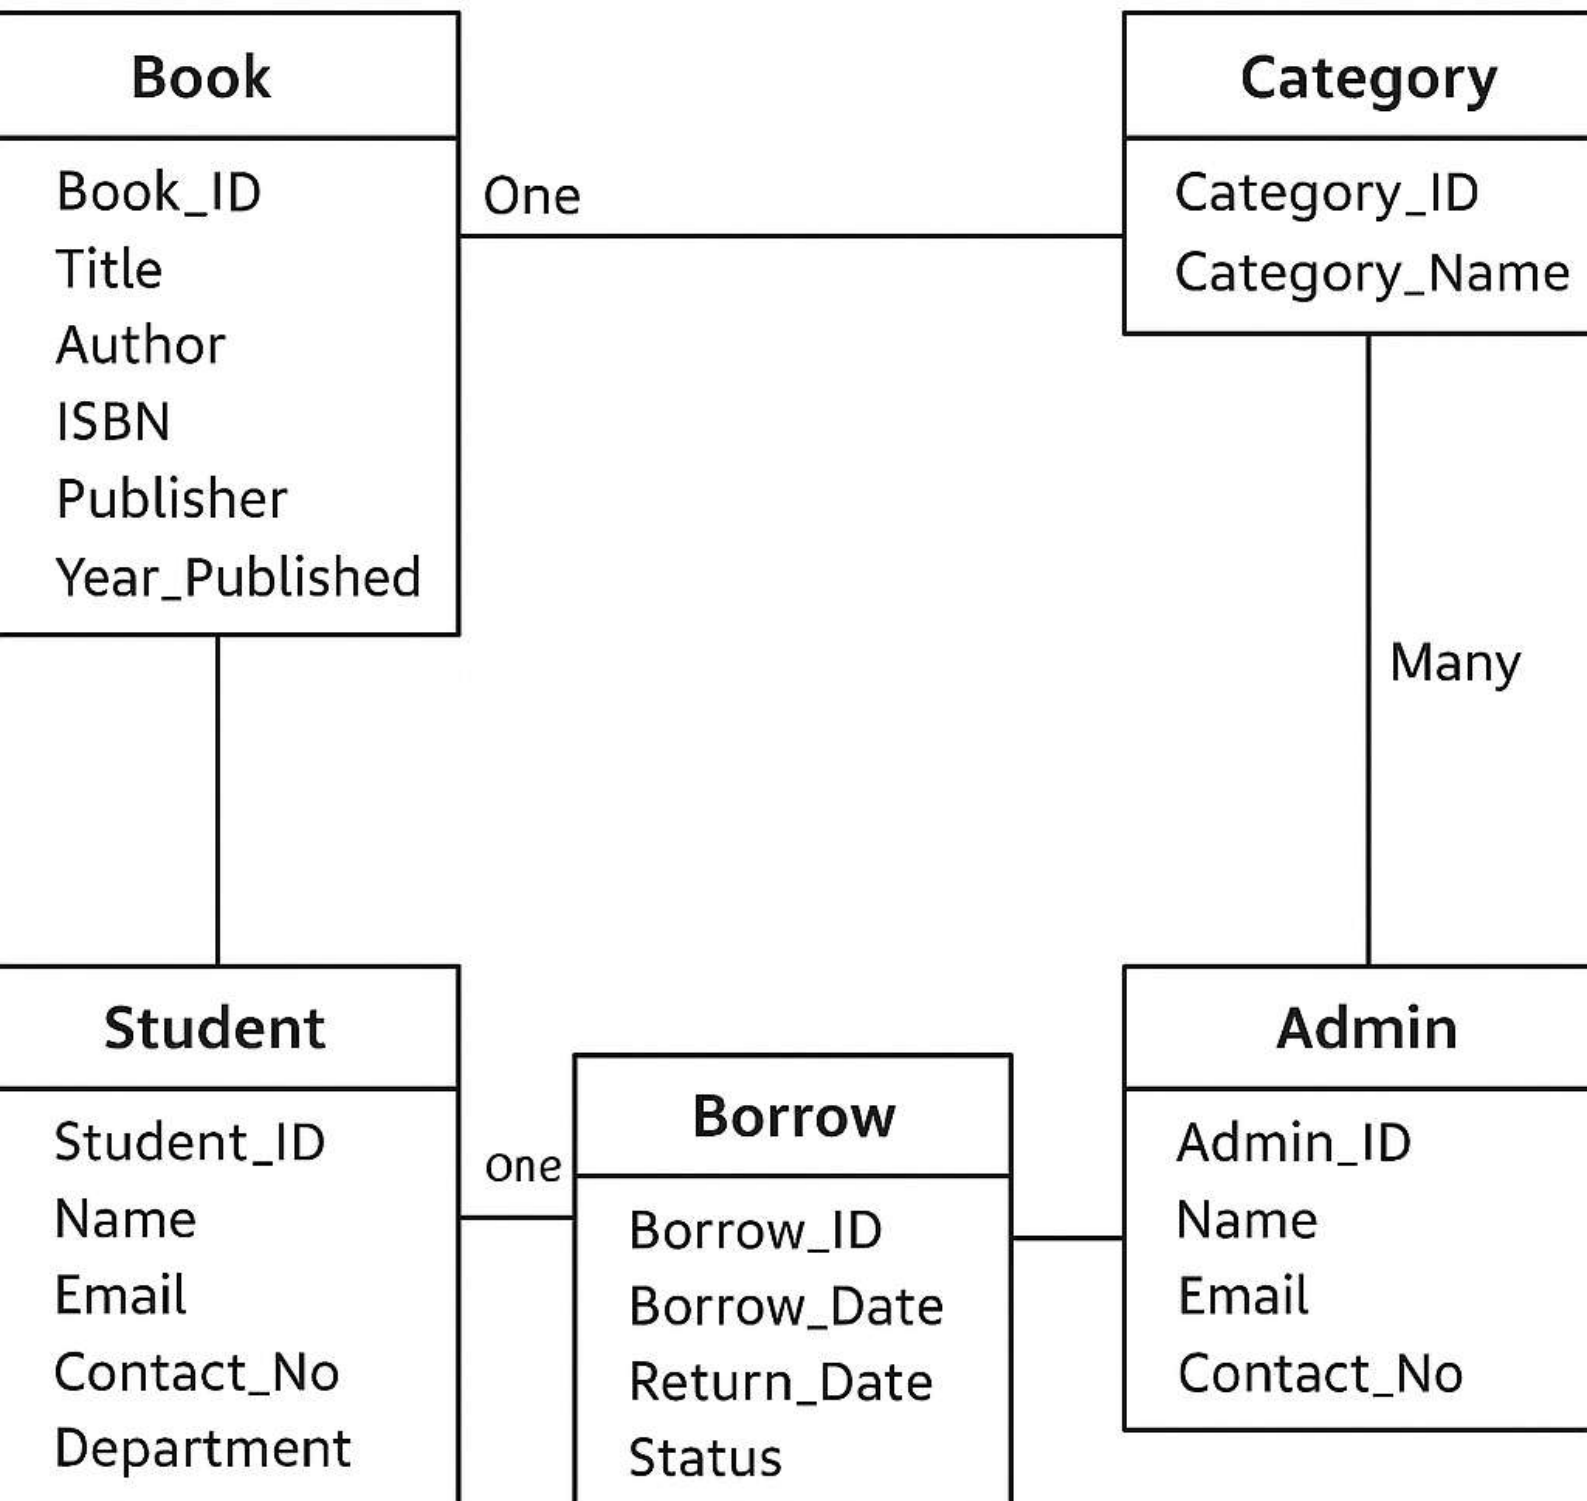 Book
Book_ID
Title
Author
ISBN
Publisher
Year_Published
One
Category
Category_ID
Category_Name
Many
Student
Student_ID
Name
Email
Contact_No
Department
one
Borrow
Borrow_ID
Borrow_Date
Return_Date
Status
Admin
Admin_ID
Name
Email
Contact_No